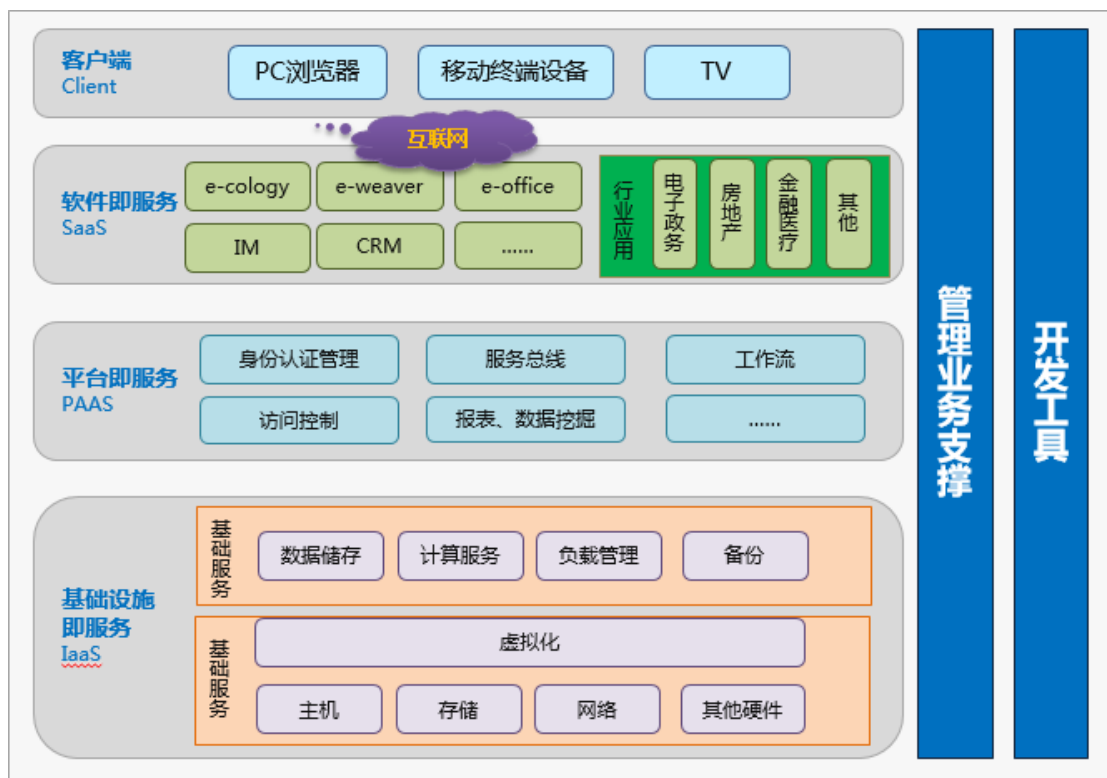 客户端
Client
PC浏览器
移动终端设备
TV
互联网
软件即服务
SaaS
e-cology
e-weaver
e-office
IM
CRM
......
行业应用
电子政务
房地产
金融医疗
其他
平台即服务
PAAS
身份认证管理
服务总线
工作流
访问控制
报表、数据挖掘
......
基础设施
即服务
IaaS
基础服务
数据储存
计算服务
负载管理
备份
基础服务
虚拟化
主机
存储
网络
其他硬件
管理业务支撑
开发工具